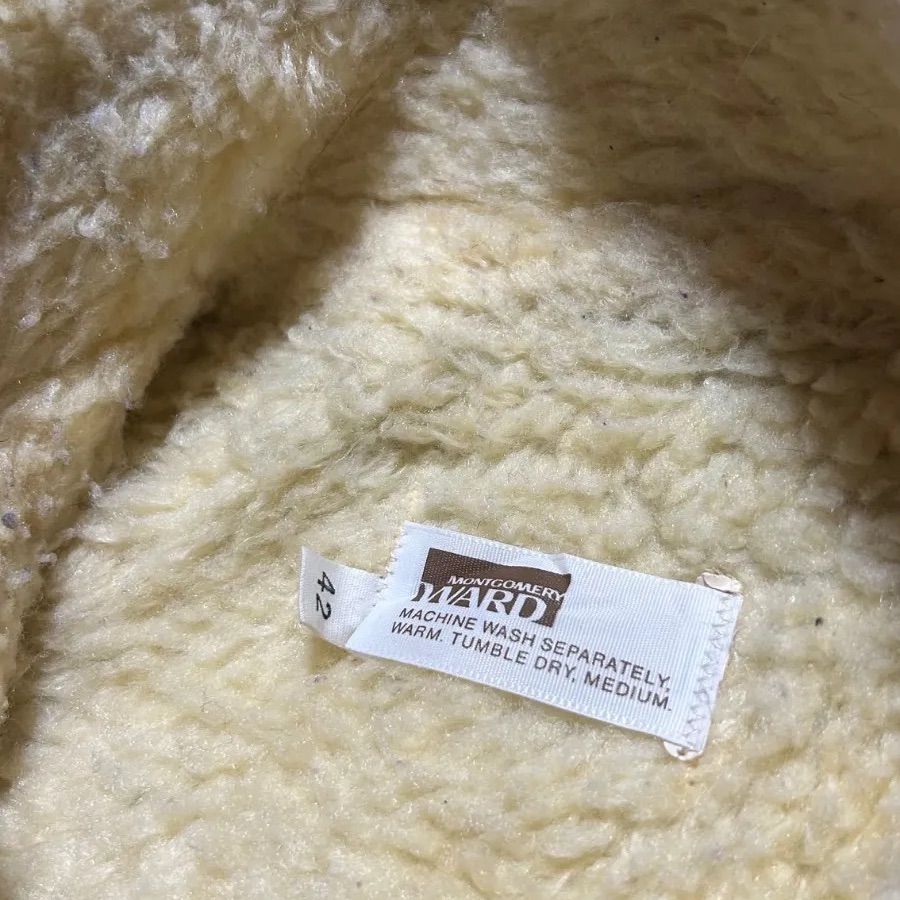 MONTGOMERY
WARD
MACHINE WASH SEPARATELY,
WARM. TUMBLE DRY, MEDIUM.
42